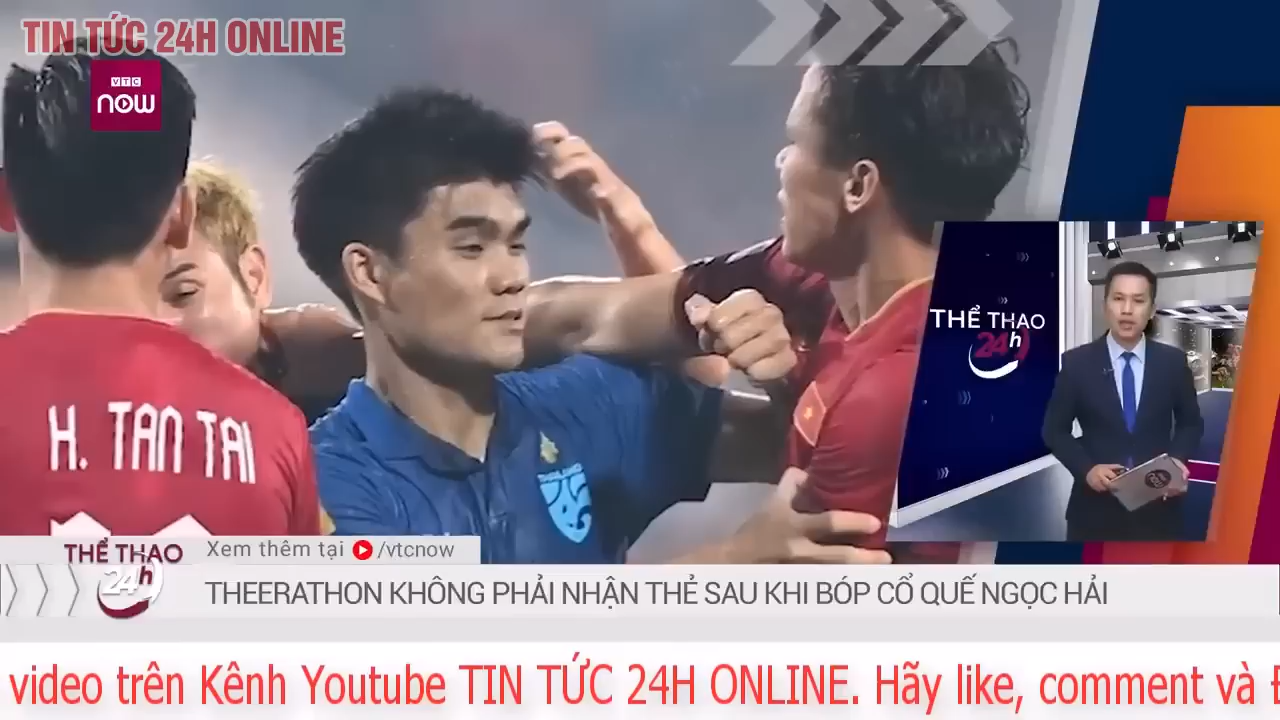 TIN TỨC 24H ONLINE
VTC
now
H. TAN TAI
THỂ THAO
24h
THỂ THAO
24h
Xem thêm tại /vtcnow
THEERATHON KHÔNG PHẢI NHẬN THẺ SAU KHI BÓP CỔ QUẾ NGỌC HẢI
video trên Kênh Youtube TIN TỨC 24H ONLINE. Hãy like, comment và